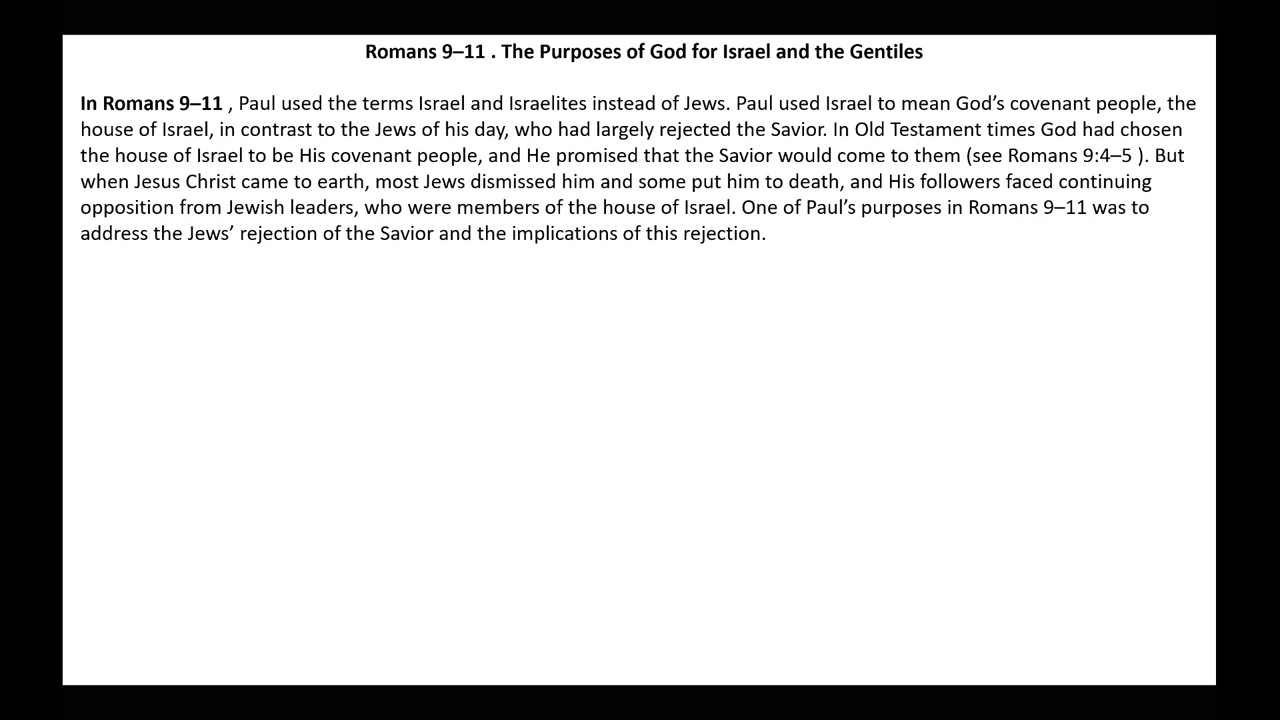 Romans 9–11 . The Purposes of God for Israel and the Gentiles
In Romans 9–11 , Paul used the terms Israel and Israelites instead of Jews. Paul used Israel to mean God’s covenant people, the
house of Israel, in contrast to the Jews of his day, who had largely rejected the Savior. In Old Testament times God had chosen
the house of Israel to be His covenant people, and He promised that the Savior would come to them (see Romans 9:4–5 ). But
when Jesus Christ came to earth, most Jews dismissed him and some put him to death, and His followers faced continuing
opposition from Jewish leaders, who were members of the house of Israel. One of Paul’s purposes in Romans 9–11 was to
address the Jews’ rejection of the Savior and the implications of this rejection.